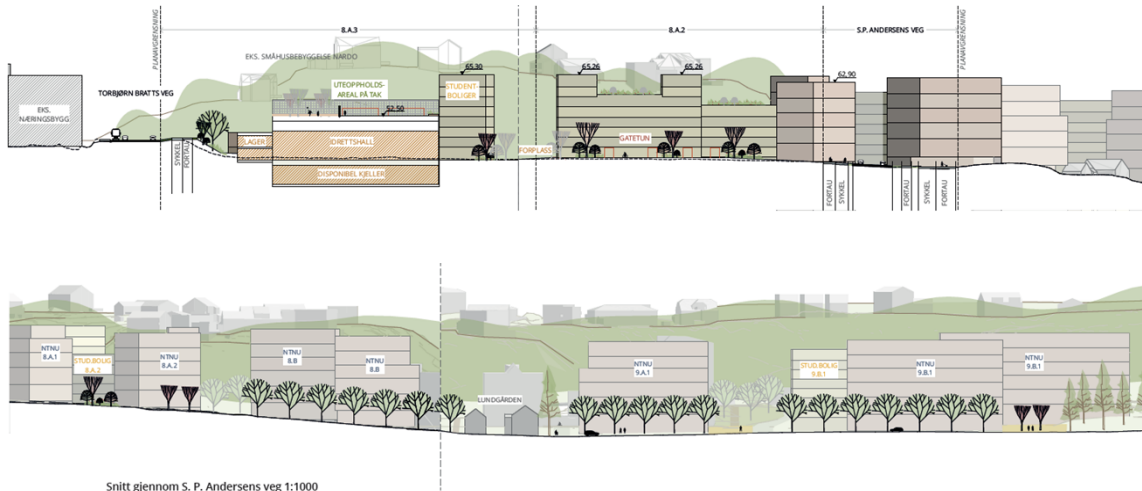 8.A.3
8.A.2
S.P. ANDERSENS VEG
PLANAVGRENSNING
PLANAVGRENSNING
EKS. SMÅHUSBEBYGGELSE NARDO
65.30
65.26
65.26
62.90
EKS.
NÆRINGSBYGG
TORBJØRN BRATTS VEG
UTEOPPHOLDS-
AREAL PÅ TAK
STUDENT-
BOLIGER
52.50
LAGER
IDRETTSHALL
FORPLASS
GATETUN
DISPONIBEL KJELLER
SYKKEL
FORTAU
FORTAU
SYKKEL
FORTAU
SYKKEL
FORTAU
NTNU
8.A.1
STUD.BOLIG
8.A.2
NTNU
8.A.2
NTNU
8.B
NTNU
8.B
LUNDGÅRDEN
NTNU
9.A.1
STUD.BOLIG
9.B.1
NTNU
9.B.1
NTNU
9.B.1
Snitt gjennom S. P. Andersens veg 1:1000